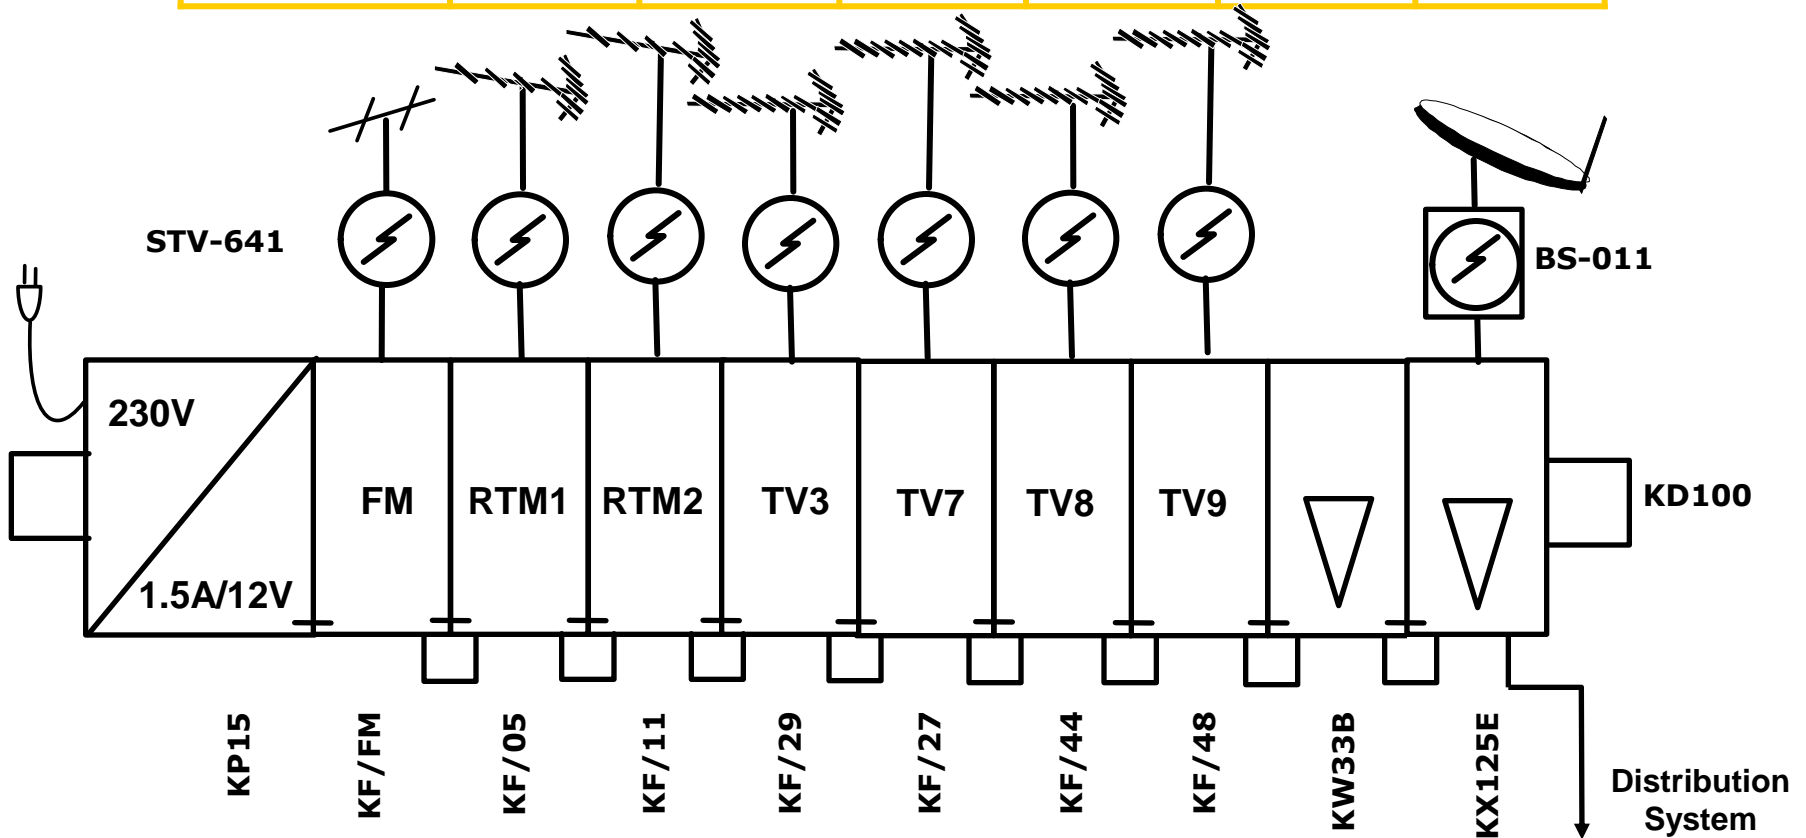 STV-641
BS-011
230V
1.5A/12V
FM
RTM1
RTM2
TV3
TV7
TV8
TV9
KD100
KP15
KF/FM
KF/05
KF/11
KF/29
KF/27
KF/44
KF/48
KW33B
KX125E
Distribution
System